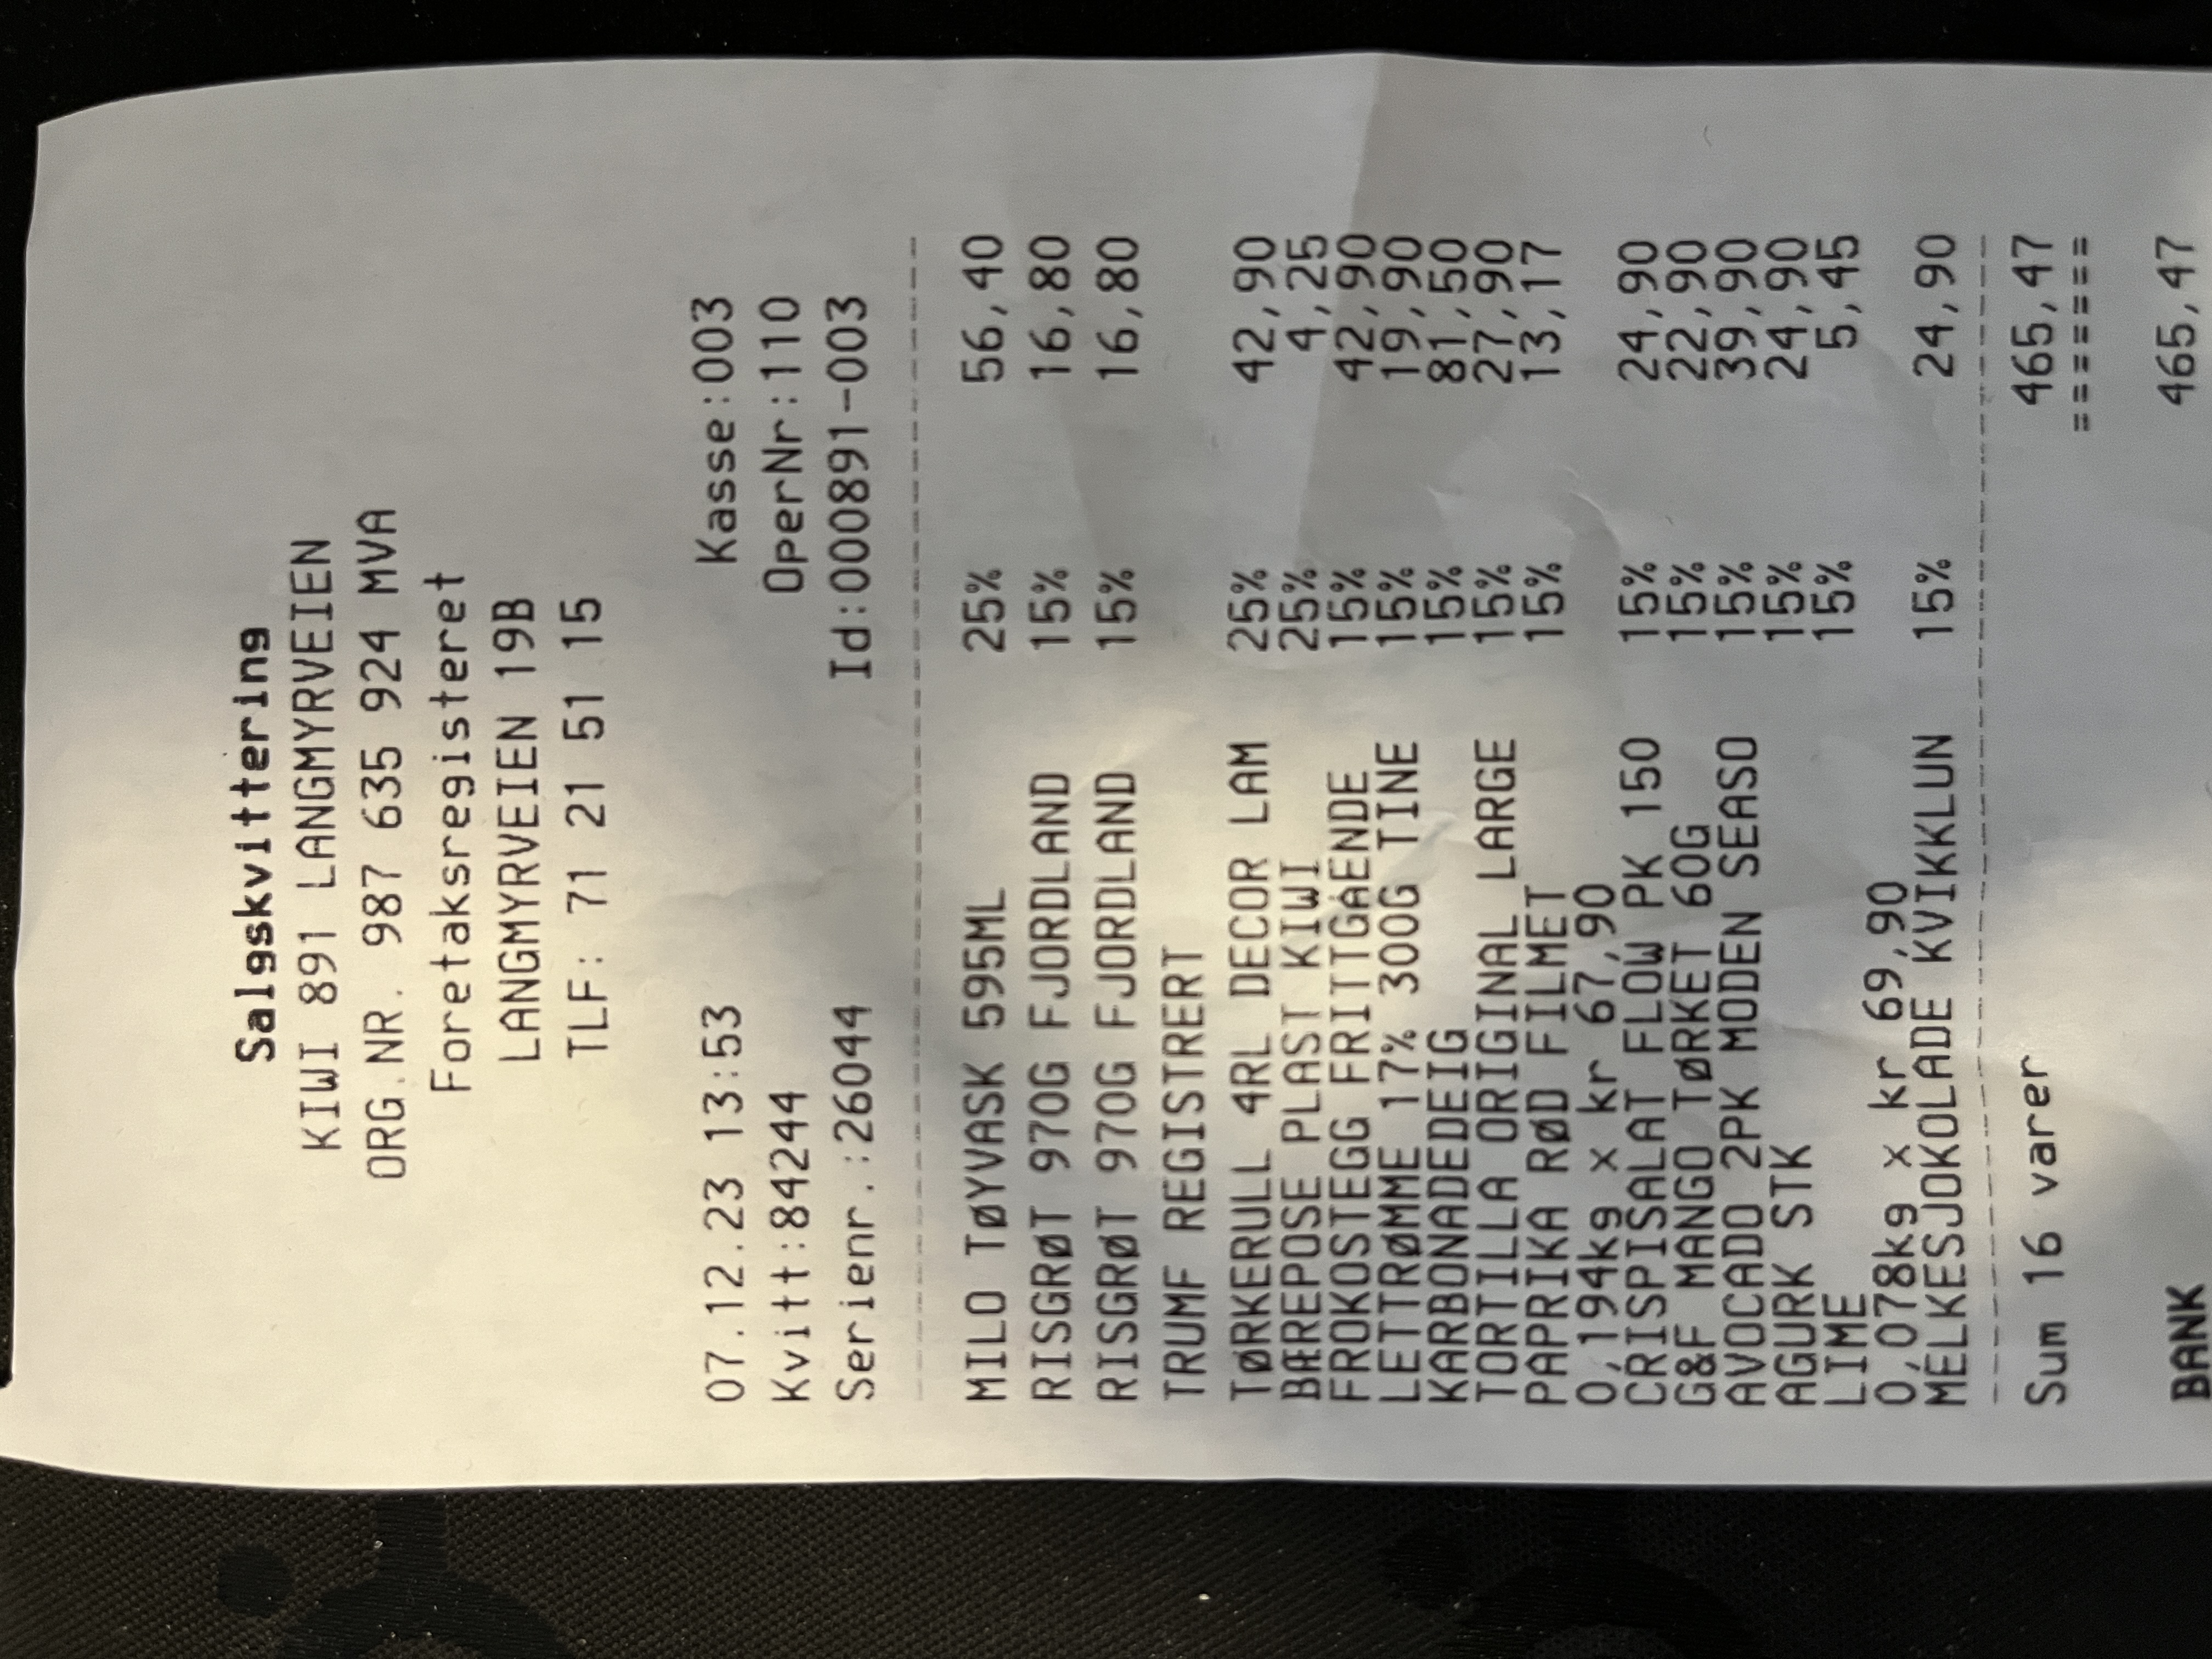 Salgskvittering
KIWI 891 LANGMYRVEIEN
ORG.NR. 987 635 924 MVA
Foretaksregisteret
LANGMYRVEIEN 19B
TLF: 71 21 51 15
07.12.23 13:53 Kasse:003
Kvitt:84244 OperNr:110
Serienr.:26044 Id:000891-003
MILO TØYVASK 595ML 25% 56,40
RISGRØT 970G FJORDLAND 15% 16,80
RISGRØT 970G FJORDLAND 15% 16,80
TRUMF REGISTRERT
TØRKERULL 4RL DECOR LAM 25% 42,90
BÆREPOSE PLAST KIWI 25% 4,25
FROKOSTEGG FRITTGÅENDE 15% 42,90
LETTRØMME 17% 300G TINE 15% 19,90
KARBONADEDEIG 15% 81,50
TORTILLA ORIGINAL LARGE 15% 27,90
PAPRIKA RØD FILMET 15% 13,17
0,194kg x kr 67,90
CRISPISALAT FLOW PK 150 15% 24,90
G&F MANGO TØRKET 60G 15% 22,90
AVOCADO 2PK MODEN SEASO 15% 39,90
AGURK STK 15% 24,90
LIME 15% 5,45
0,078kg x kr 69,90
MELKESJOKOLADE KVIKKLUN 15% 24,90
Sum 16 varer 465,47
=======
BANK 465,47